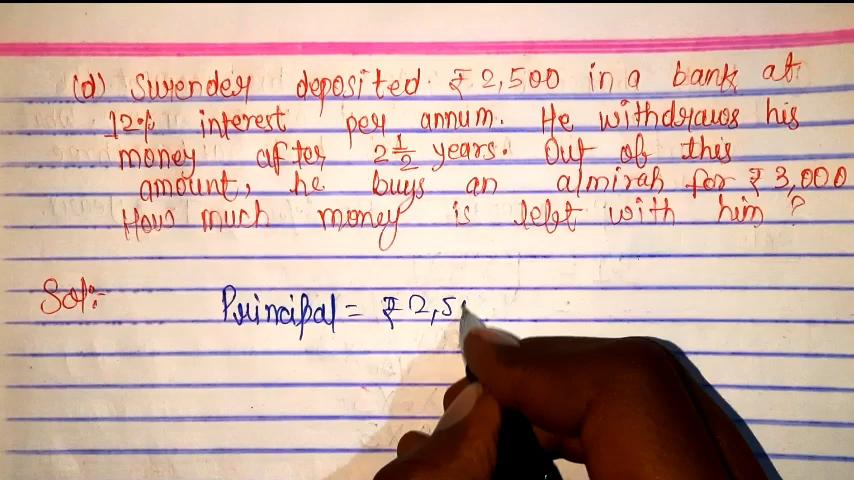 (d) Surender deposited ₹ 2,500 in a bank at
12% interest per annum. He withdraws his
money after 2 1/2 years. Out of this
amount, he buys an almirah for ₹ 3,000
How much money is left with him ?
Sol:-
Principal = ₹ 2,5